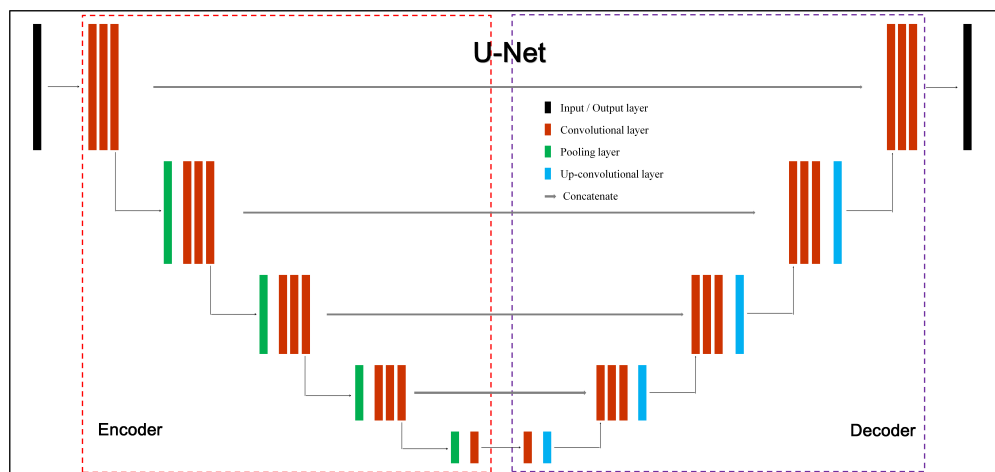 U-Net
Input / Output layer
Convolutional layer
Pooling layer
Up-convolutional layer
Concatenate
Encoder
Decoder